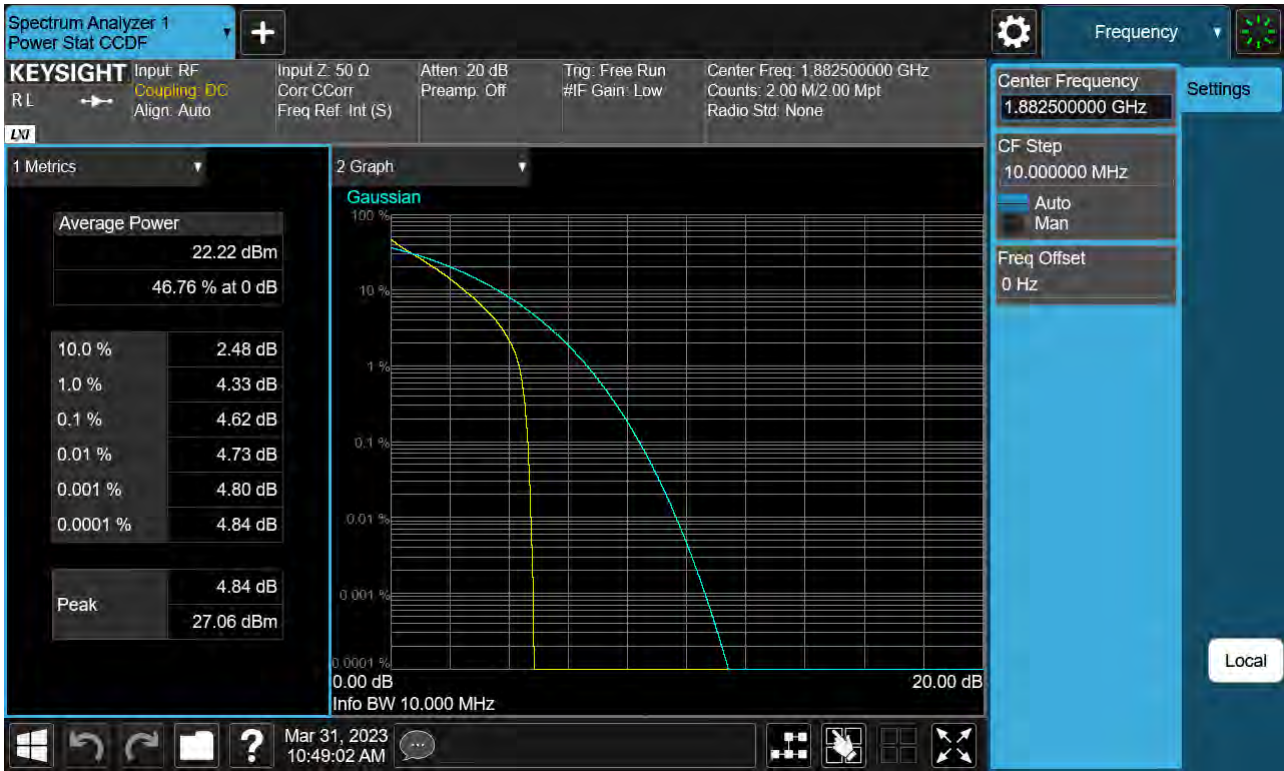 Spectrum Analyzer 1
Power Stat CCDF
+
Frequency
KEYSIGHT
RL
LXI
Input: RF
Coupling: DC
Align: Auto
Input Z: 50 Ω
Corr CCorr
Freq Ref: Int (S)
Atten: 20 dB
Preamp: Off
Trig: Free Run
#IF Gain: Low
Center Freq: 1.882500000 GHz
Counts: 2.00 M/2.00 Mpt
Radio Std: None
Center Frequency
1.882500000 GHz
Settings
CF Step
10.000000 MHz
Auto
Man
Freq Offset
0 Hz
Local
1 Metrics
Average Power
22.22 dBm
46.76 % at 0 dB
10.0 % 2.48 dB
1.0 % 4.33 dB
0.1 % 4.62 dB
0.01 % 4.73 dB
0.001 % 4.80 dB
0.0001 % 4.84 dB
Peak
4.84 dB
27.06 dBm
2 Graph
Gaussian
100 %
10 %
1 %
0.1 %
0.01 %
0.001 %
0.0001 %
0.00 dB 20.00 dB
Info BW 10.000 MHz
?
Mar 31, 2023
10:49:02 AM